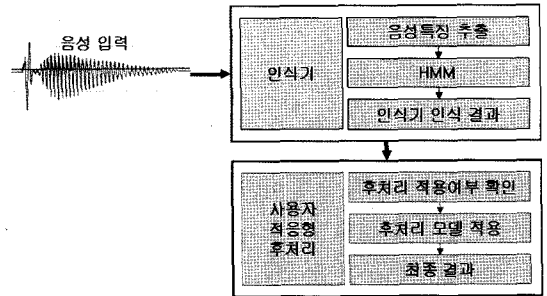 음성 입력
인식기
음성특징 추출
HMM
인식기 인식 결과
사용자
적응형
후처리
후처리 적용여부 확인
후처리 모델 적용
최종 결과